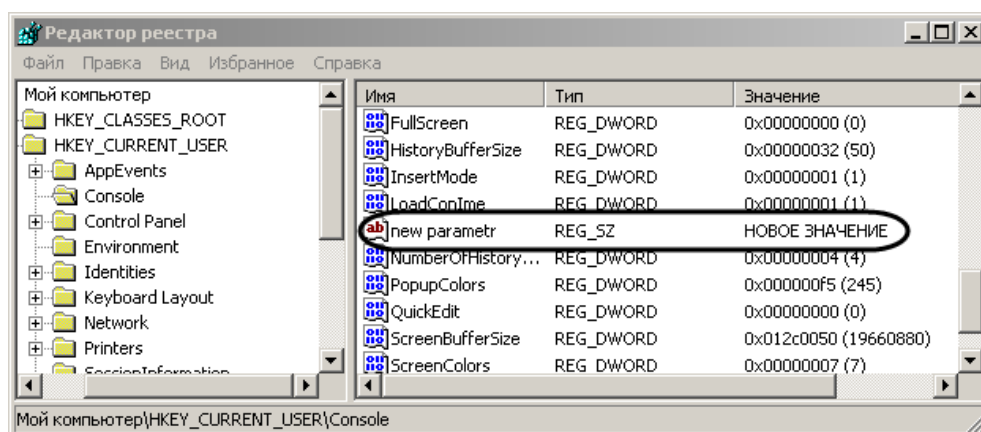 Редактор реестра
Файл Правка Вид Избранное Справка
Мой компьютер
HKEY_CLASSES_ROOT
HKEY_CURRENT_USER
AppEvents
Console
Control Panel
Environment
Identities
Keyboard Layout
Network
Printers
SessionInformation
Имя Тип Значение
FullScreen REG_DWORD 0x00000000 (0)
HistoryBufferSize REG_DWORD 0x00000032 (50)
InsertMode REG_DWORD 0x00000001 (1)
LoadConIme REG_DWORD 0x00000001 (1)
new parametr REG_SZ НОВОЕ ЗНАЧЕНИЕ
NumberOfHistory... REG_DWORD 0x00000004 (4)
PopupColors REG_DWORD 0x000000f5 (245)
QuickEdit REG_DWORD 0x00000000 (0)
ScreenBufferSize REG_DWORD 0x012c0050 (19660880)
ScreenColors REG_DWORD 0x00000007 (7)
Мой компьютер\HKEY_CURRENT_USER\Console